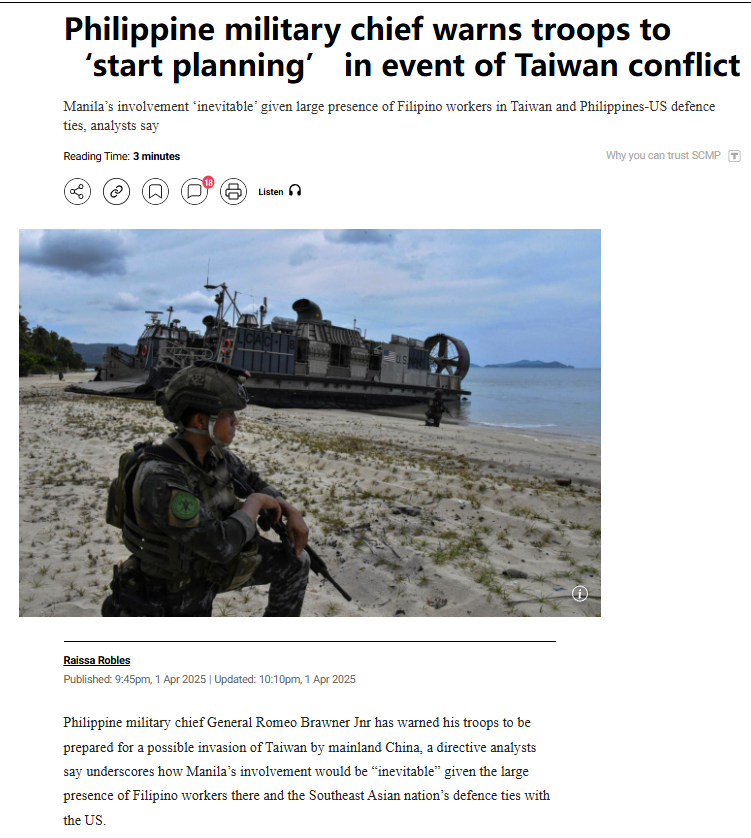 Philippine military chief warns troops to
‘start planning’ in event of Taiwan conflict
Manila’s involvement ‘inevitable’ given large presence of Filipino workers in Taiwan and Philippines-US defence
ties, analysts say
Reading Time: 3 minutes
Why you can trust SCMP T
18
Listen
LCAC-18
U.S.
i
Raissa Robles
Published: 9:45pm, 1 Apr 2025 | Updated: 10:10pm, 1 Apr 2025
Philippine military chief General Romeo Brawner Jnr has warned his troops to be
prepared for a possible invasion of Taiwan by mainland China, a directive analysts
say underscores how Manila’s involvement would be “inevitable” given the large
presence of Filipino workers there and the Southeast Asian nation’s defence ties with
the US.